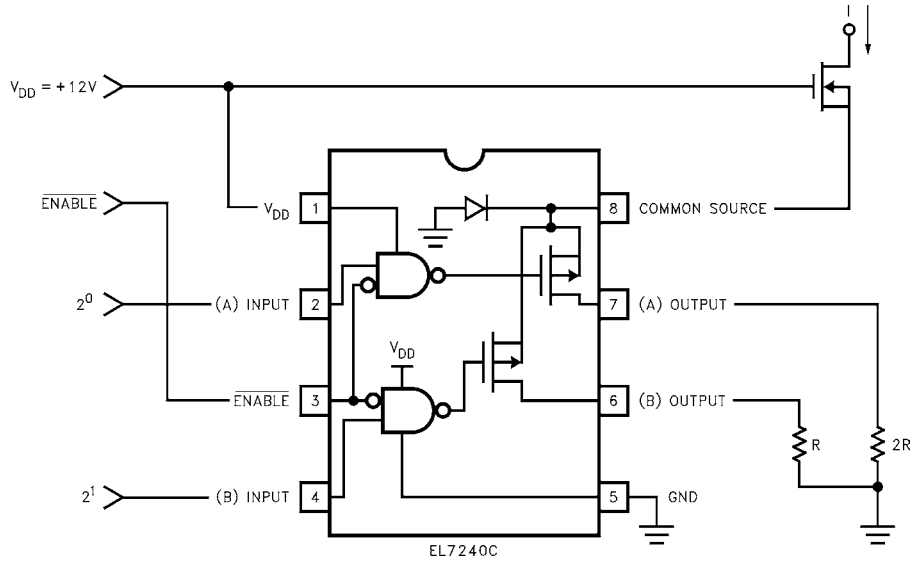 I
V_DD = +12V
ENABLE
V_DD 1
8 COMMON SOURCE
2^0
(A) INPUT 2
7 (A) OUTPUT
V_DD
ENABLE 3
6 (B) OUTPUT
R
2R
2^1
(B) INPUT 4
5 GND
EL7240C